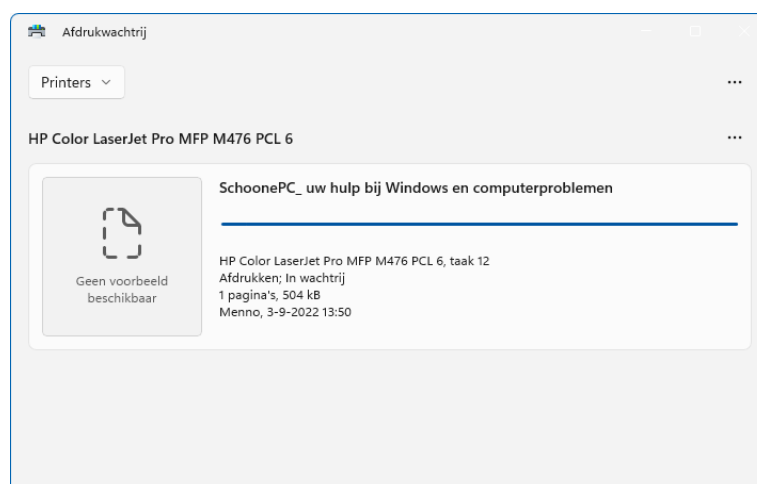 Afdrukwachtrij
Printers
HP Color LaserJet Pro MFP M476 PCL 6
SchoonePC_ uw hulp bij Windows en computerproblemen
Geen voorbeeld
beschikbaar
HP Color LaserJet Pro MFP M476 PCL 6, taak 12
Afdrukken; In wachtrij
1 pagina's, 504 kB
Menno, 3-9-2022 13:50